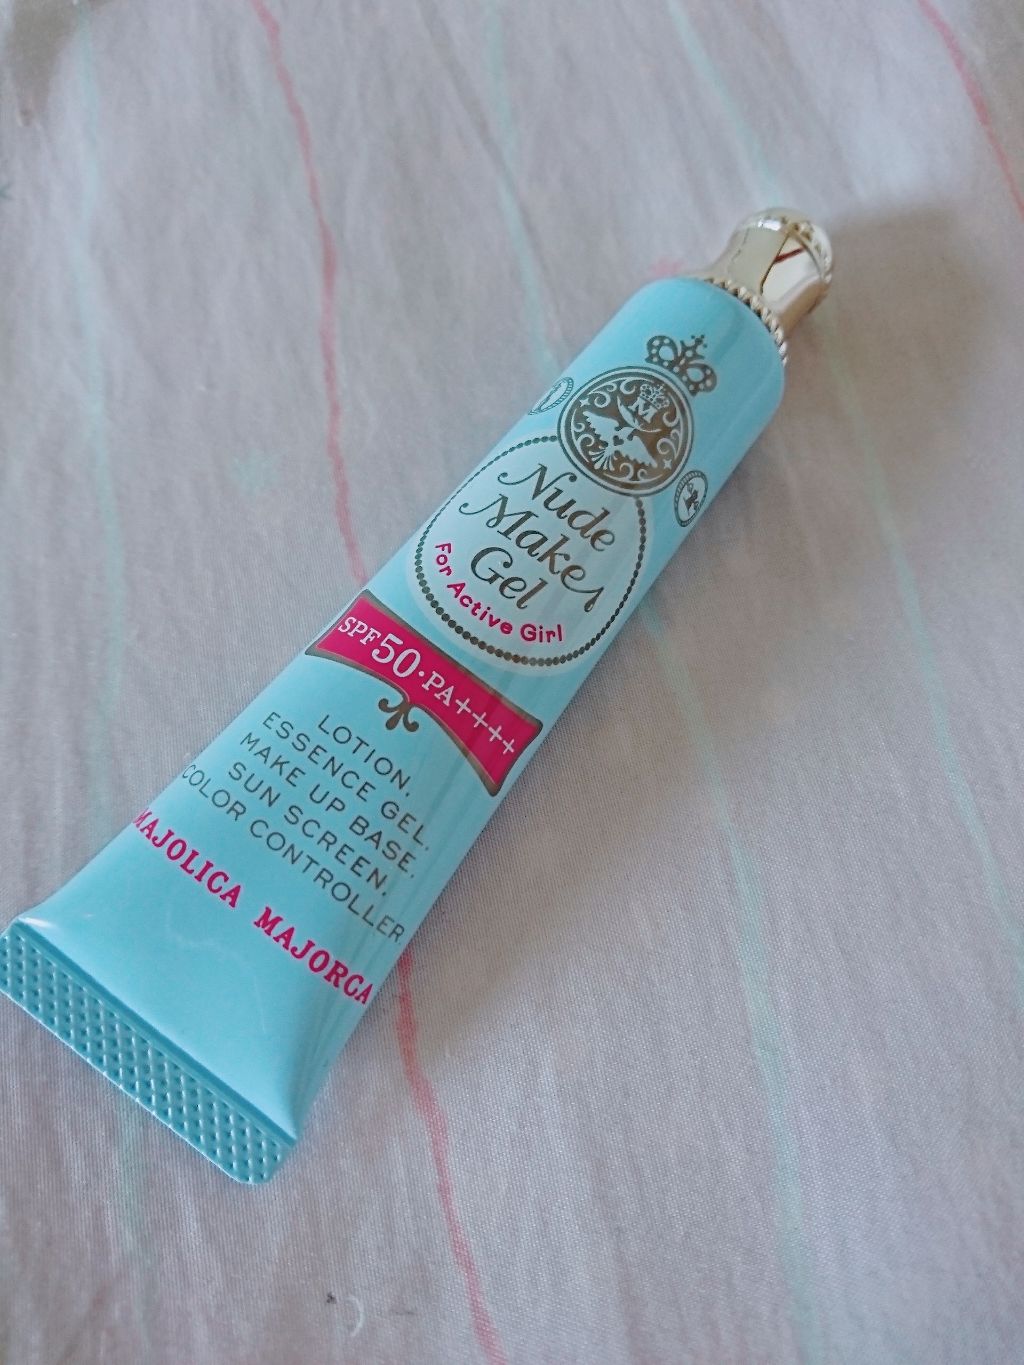 M
Nude
Make
Gel
For Active Girl
SPF50·PA++++
LOTION,
ESSENCE GEL,
MAKE UP BASE,
SUN SCREEN,
COLOR CONTROLLER
MAJOLICA MAJORCA